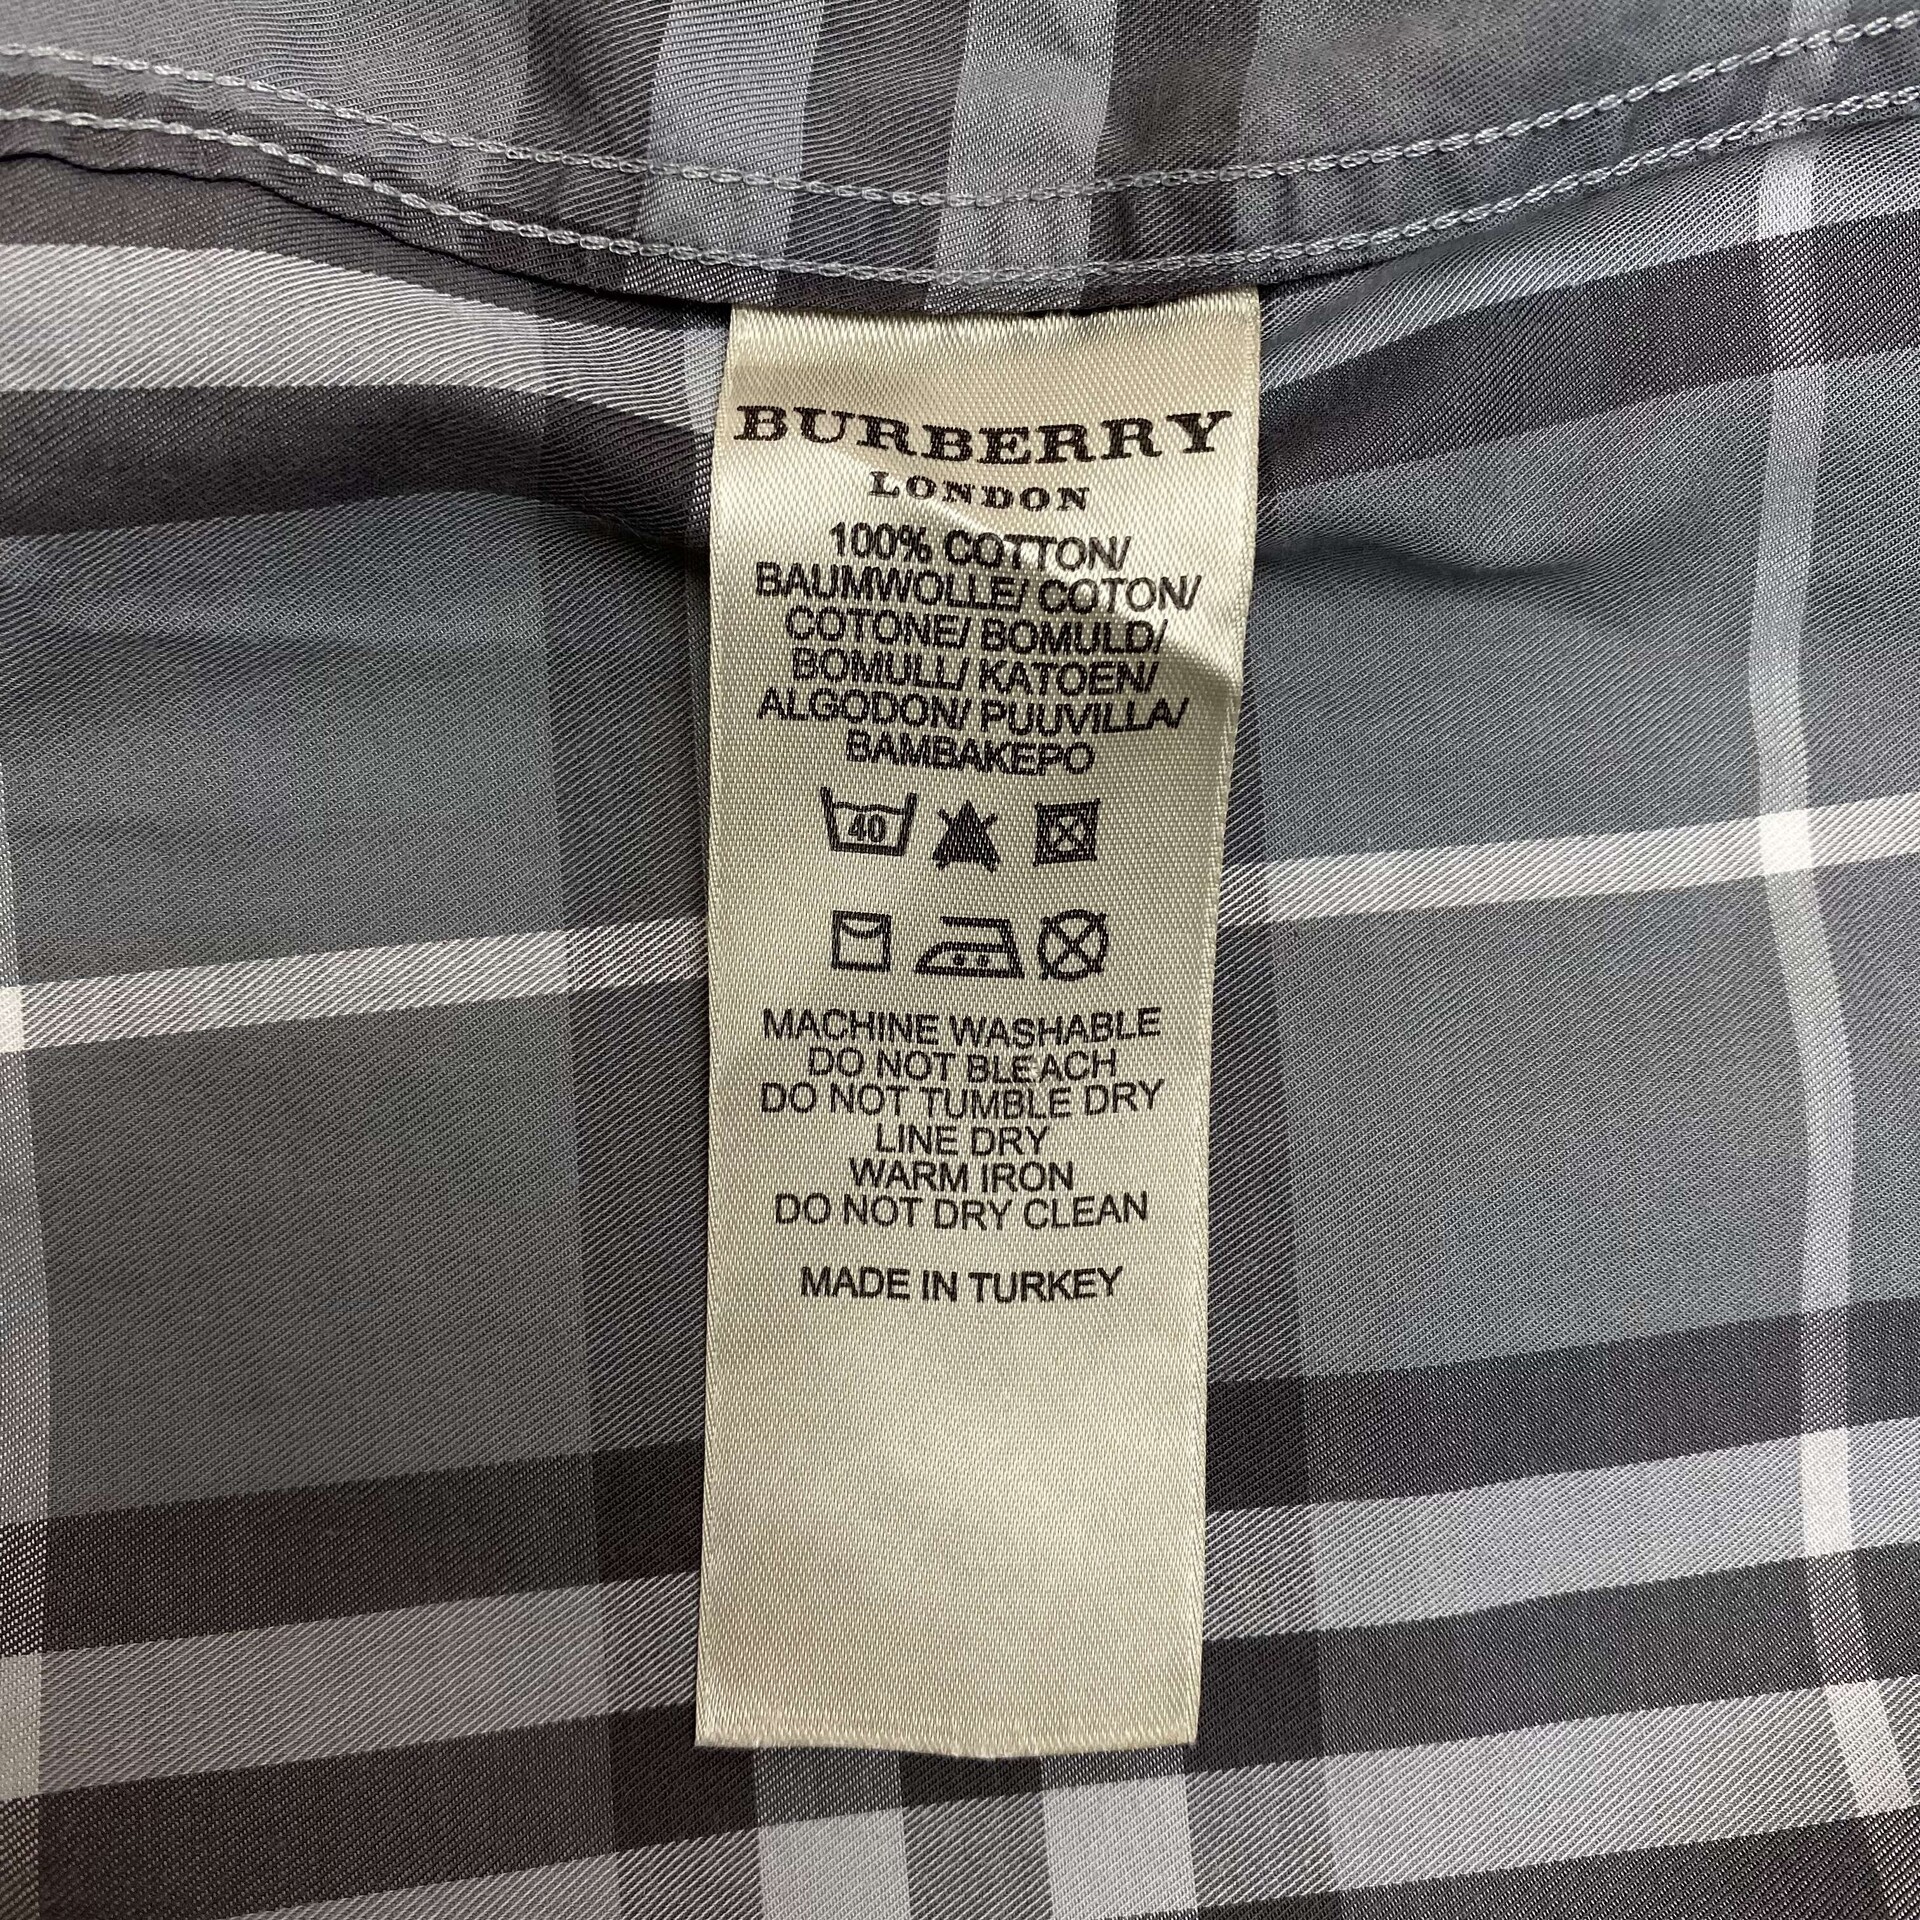 BURBERRY
LONDON
100% COTTON/
BAUMWOLLE/ COTON/
COTONE/ BOMULD/
BOMULL/ KATOEN/
ALGODON/ PUUVILLA/
BAMBAKEPO
40
MACHINE WASHABLE
DO NOT BLEACH
DO NOT TUMBLE DRY
LINE DRY
WARM IRON
DO NOT DRY CLEAN
MADE IN TURKEY